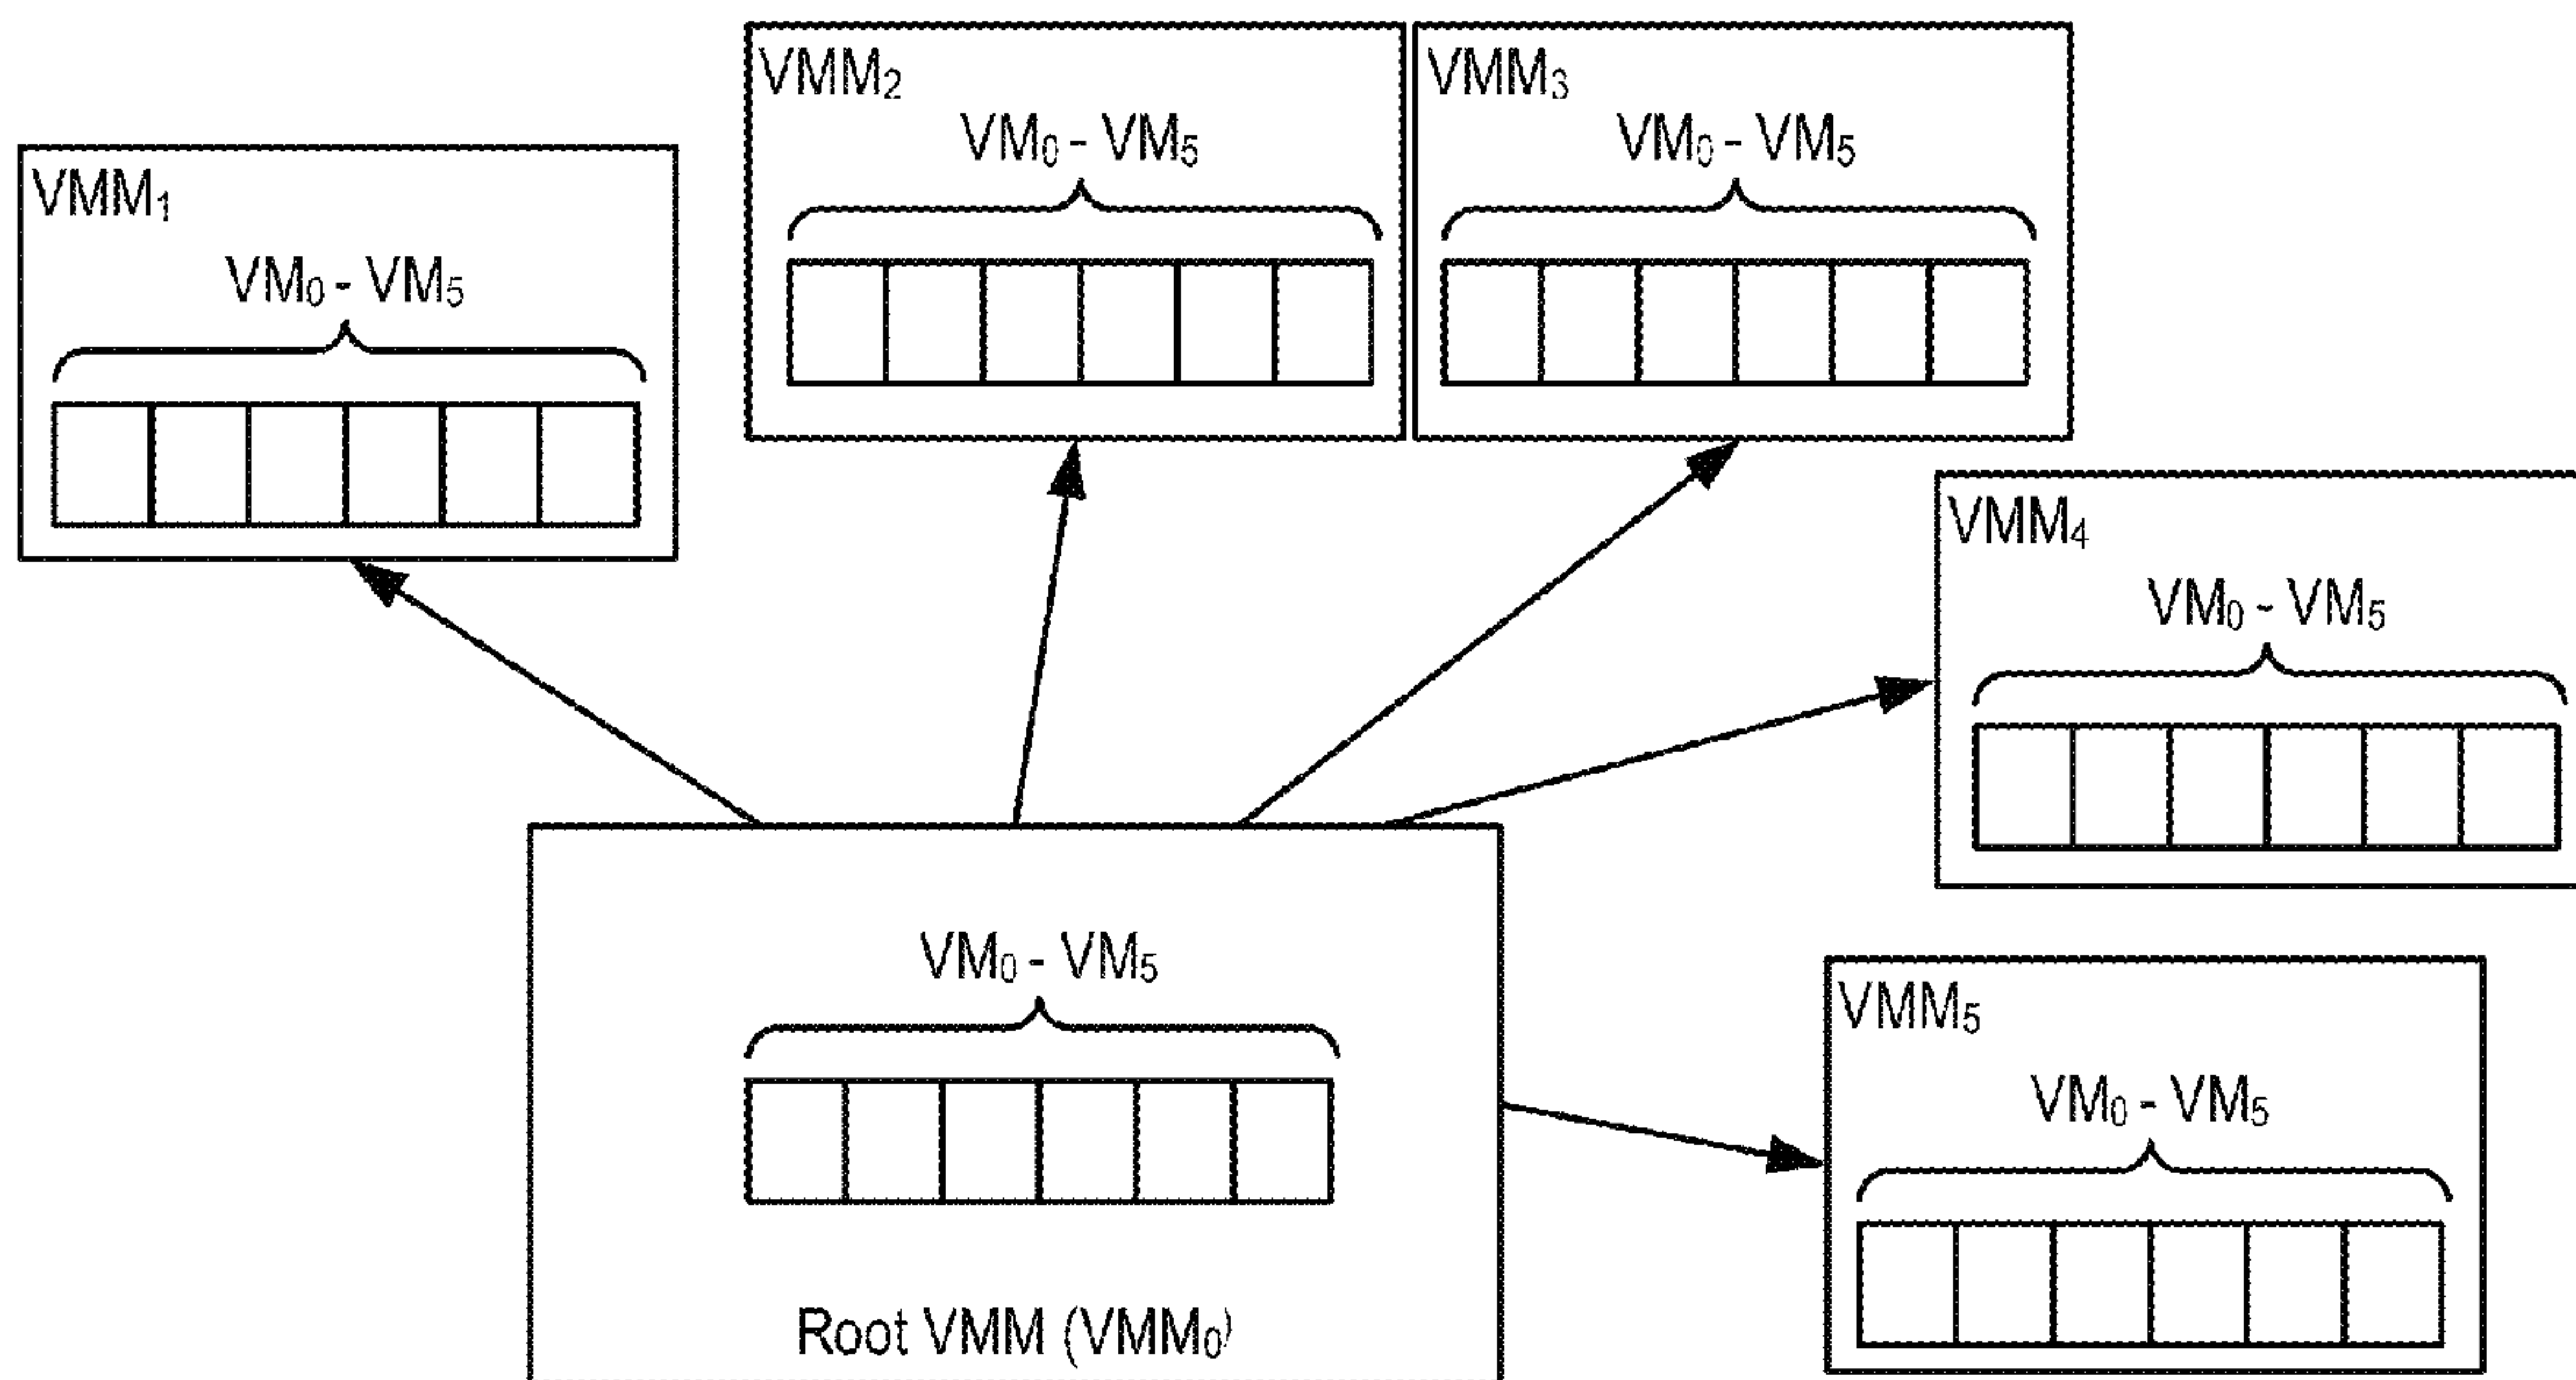 VMM₂
VM₀ - VM₅
VMM₃
VM₀ - VM₅
VMM₁
VM₀ - VM₅
VMM₄
VM₀ - VM₅
VM₀ - VM₅
Root VMM (VMM₀)
VMM₅
VM₀ - VM₅